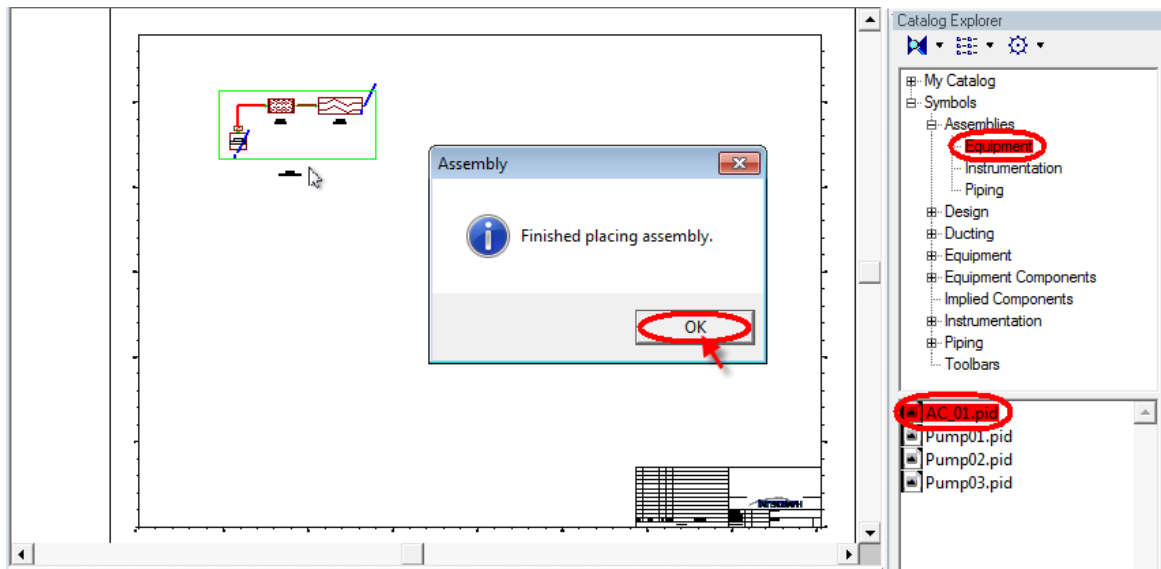 Catalog Explorer
My Catalog
Symbols
Assemblies
Equipment
Instrumentation
Piping
Design
Ducting
Equipment
Equipment Components
Implied Components
Instrumentation
Piping
Toolbars
AC_01.pid
Pump01.pid
Pump02.pid
Pump03.pid
Assembly
Finished placing assembly.
OK
INTERGRAPH